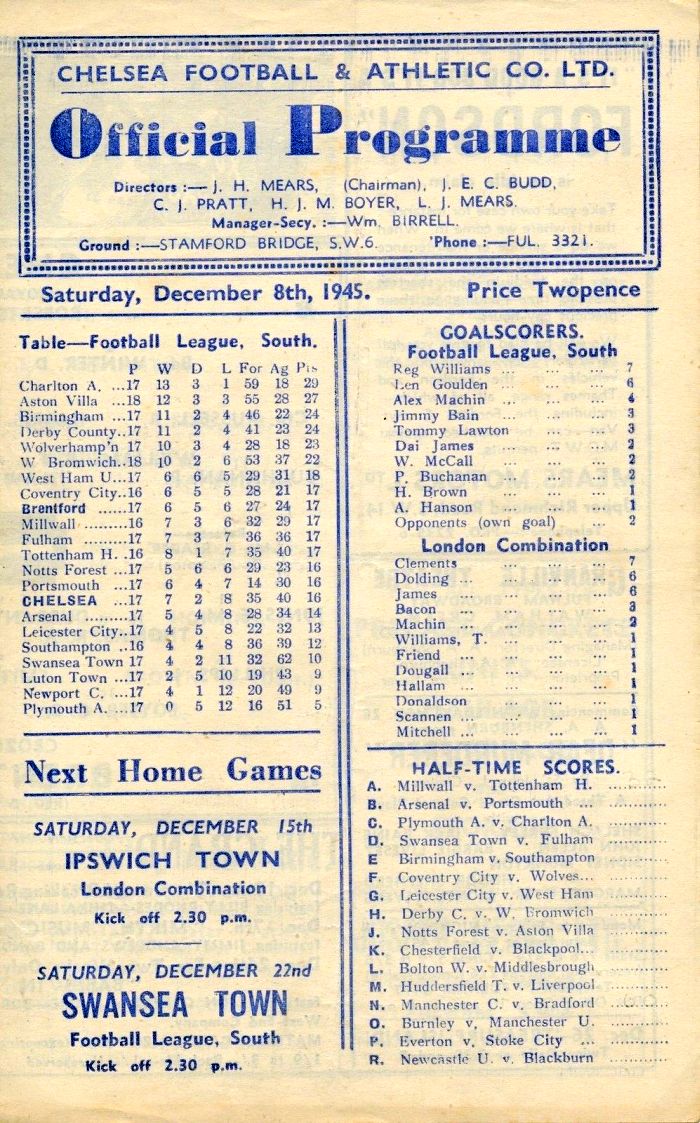 CHELSEA FOOTBALL & ATHLETIC CO. LTD.
Official Programme
Directors :— J. H. MEARS, (Chairman), J. E. C. BUDD,
C. J. PRATT, H. J. M. BOYER, L. J. MEARS.
Manager-Secy. :—Wm. BIRRELL.
Ground :—STAMFORD BRIDGE, S.W.6. 'Phone :—FUL. 3321.
Saturday, December 8th, 1945. Price Twopence
Table—Football League, South.
P W D L For Ag Pts
Charlton A. ...17 13 3 1 59 18 29
Aston Villa ...18 12 3 3 55 28 27
Birmingham ...17 11 2 4 46 22 24
Derby County..17 11 2 4 41 23 24
Wolverhamp'n 17 10 3 4 28 18 23
W Bromwich..18 10 2 6 53 37 22
West Ham U...17 6 6 5 29 31 18
Coventry City..16 6 5 5 28 21 17
Brentford ......17 6 5 6 27 24 17
Millwall .........16 7 3 6 32 29 17
Fulham .........17 7 3 7 36 36 17
Tottenham H. .16 8 1 7 35 40 17
Notts Forest ...17 5 6 6 29 23 16
Portsmouth ...17 6 4 7 14 30 16
CHELSEA ...17 7 2 8 35 40 16
Arsenal .........17 5 4 8 28 34 14
Leicester City..17 4 5 8 22 32 13
Southampton ..16 4 4 8 36 39 12
Swansea Town 17 4 2 11 32 62 10
Luton Town ...17 3 3 10 19 43 9
Newport C. ...17 4 1 12 20 49 9
Plymouth A. ...17 0 5 12 16 51 5
Next Home Games
SATURDAY, DECEMBER 15th
IPSWICH TOWN
London Combination
Kick off 2.30 p.m.
SATURDAY, DECEMBER 22nd
SWANSEA TOWN
Football League, South
Kick off 2.30 p.m.
GOALSCORERS.
Football League, South
Reg Williams ... ... ... ... 7
Len Goulden ... ... ... ... 6
Alex Machin ... ... ... ... 4
Jimmy Bain ... ... ... ... 3
Tommy Lawton ... ... ... 3
Dai James ... ... ... ... 2
W. McCall ... ... ... ... 2
P. Buchanan ... ... ... ... 2
H. Brown ... ... ... ... 1
A. Hanson ... ... ... ... 1
Opponents (own goal) ... ... 2
London Combination
Clements ... ... ... ... 7
Dolding ... ... ... ... 6
James ... ... ... ... 6
Bacon ... ... ... ... 3
Machin ... ... ... ... 2
Williams, T. ... ... ... ... 1
Friend ... ... ... ... 1
Dougall ... ... ... ... 1
Hallam ... ... ... ... 1
Donaldson ... ... ... ... 1
Scannen ... ... ... ... 1
Mitchell ... ... ... ... 1
HALF-TIME SCORES.
A. Millwall v. Tottenham H. ............
B. Arsenal v. Portsmouth ............
C. Plymouth A. v. Charlton A. ............
D. Swansea Town v. Fulham ............
E Birmingham v. Southampton ............
F. Coventry City v. Wolves... ............
G. Leicester City v. West Ham ............
H. Derby C. v. W. Bromwich ............
J. Notts Forest v. Aston Villa ............
K. Chesterfield v. Blackpool... ............
L. Bolton W. v. Middlesbrough ............
M. Huddersfield T. v. Liverpool ............
N. Manchester C. v. Bradford ............
O. Burnley v. Manchester U. ............
P. Everton v. Stoke City ... ............
R. Newcastle U. v. Blackburn ............